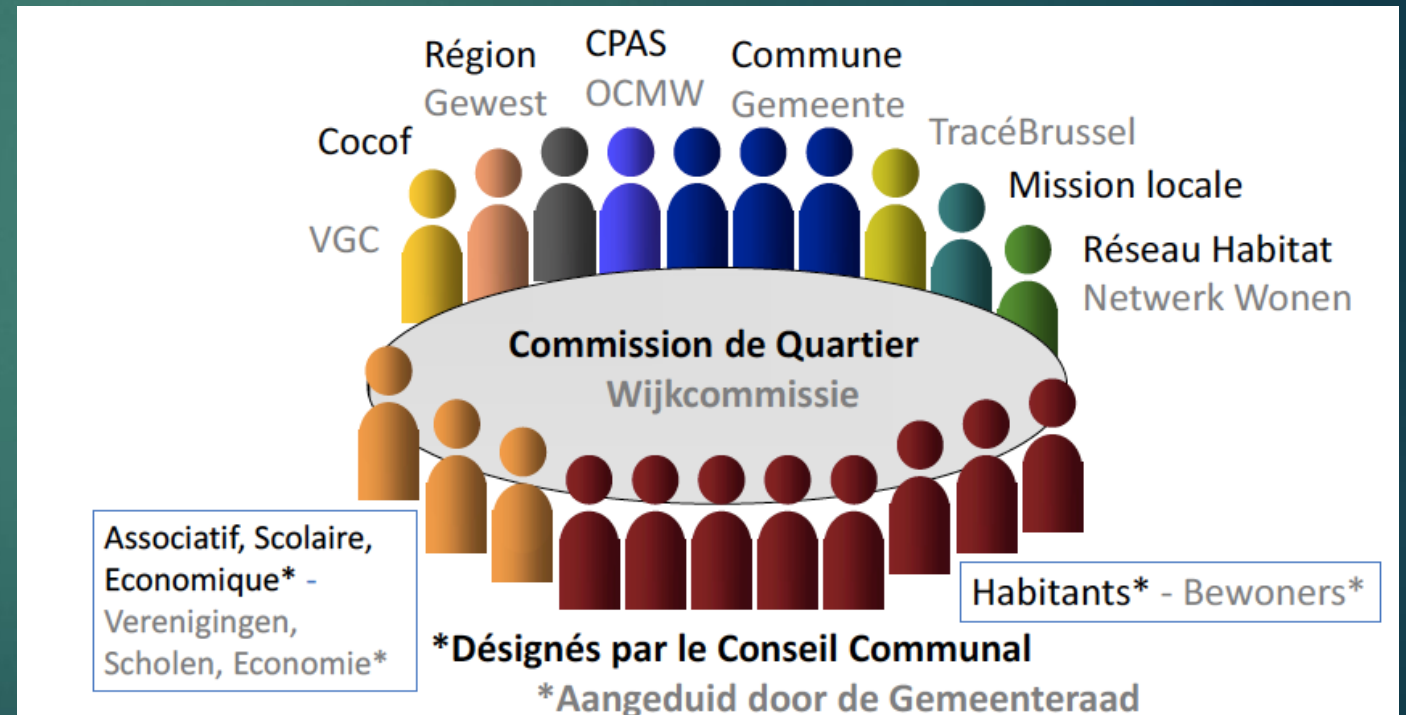 Région
Gewest
CPAS
OCMW
Commune
Gemeente
Cocof
VGC
TracéBrussel
Mission locale
Réseau Habitat
Netwerk Wonen
Commission de Quartier
Wijkcommissie
Associatif, Scolaire,
Economique* -
Verenigingen,
Scholen, Economie*
Habitants* - Bewoners*
*Désignés par le Conseil Communal
*Aangeduid door de Gemeenteraad